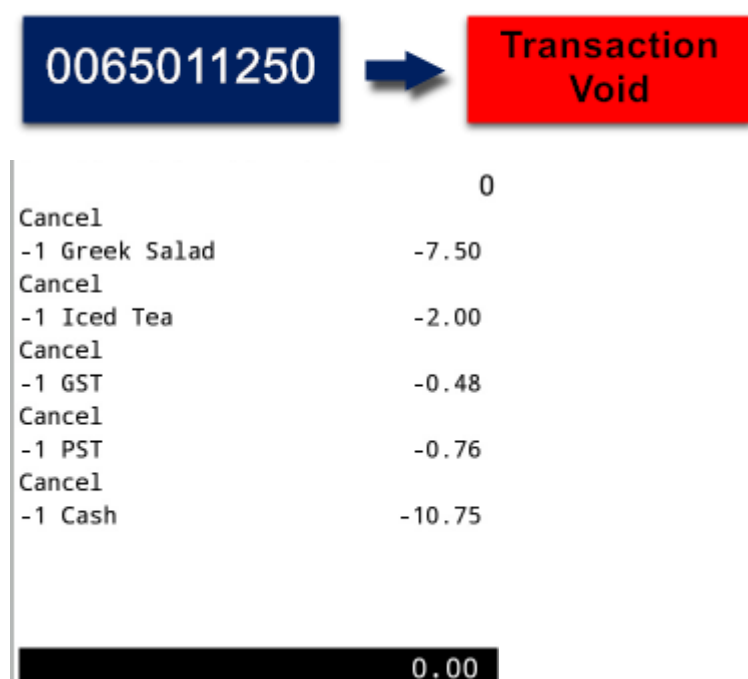 0065011250
Transaction
Void
0
Cancel
-1 Greek Salad -7.50
Cancel
-1 Iced Tea -2.00
Cancel
-1 GST -0.48
Cancel
-1 PST -0.76
Cancel
-1 Cash -10.75
0.00